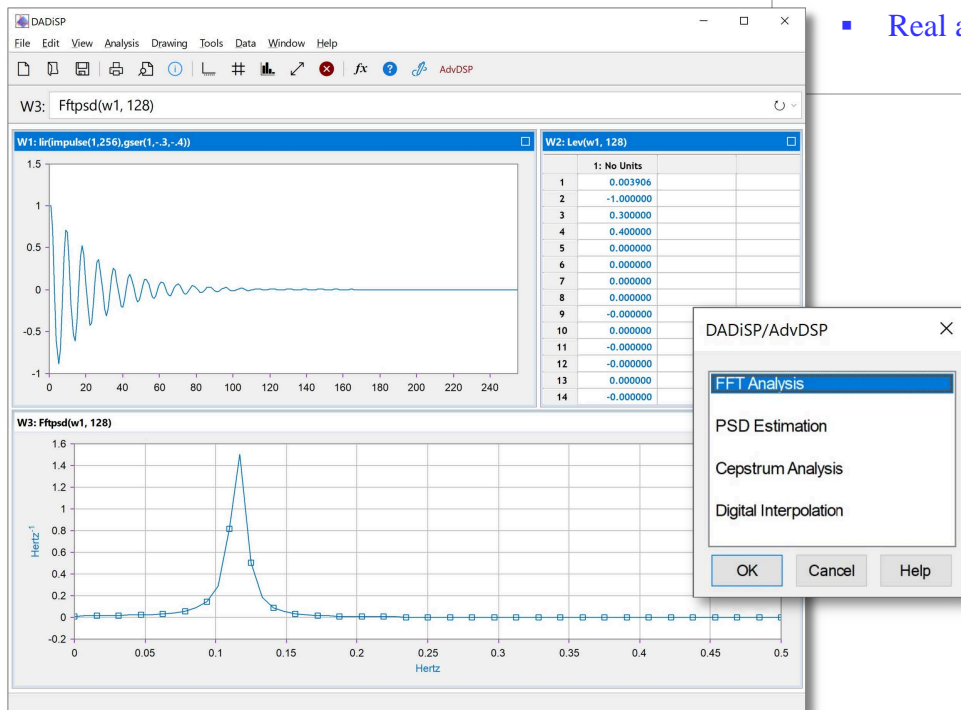 DADiSP
File Edit View Analysis Drawing Tools Data Window Help
fx ? AdvDSP
W3: Fftpsd(w1, 128)
W1: Iir(impulse(1,256),gser(1,-.3,-.4))
1.5
1
0.5
0
-0.5
-1
0 20 40 60 80 100 120 140 160 180 200 220 240
W2: Lev(w1, 128)
1: No Units
1 0.003906
2 -1.000000
3 0.300000
4 0.400000
5 0.000000
6 0.000000
7 0.000000
8 0.000000
9 -0.000000
10 0.000000
11 -0.000000
12 -0.000000
13 0.000000
14 -0.000000
W3: Fftpsd(w1, 128)
1.6
1.4
1.2
1
0.8
0.6
0.4
0.2
0
-0.2
Hertz⁻¹
0 0.05 0.1 0.15 0.2 0.25 0.3 0.35 0.4 0.45 0.5
Hertz
▪ Real
DADiSP/AdvDSP
FFT Analysis
PSD Estimation
Cepstrum Analysis
Digital Interpolation
OK Cancel Help